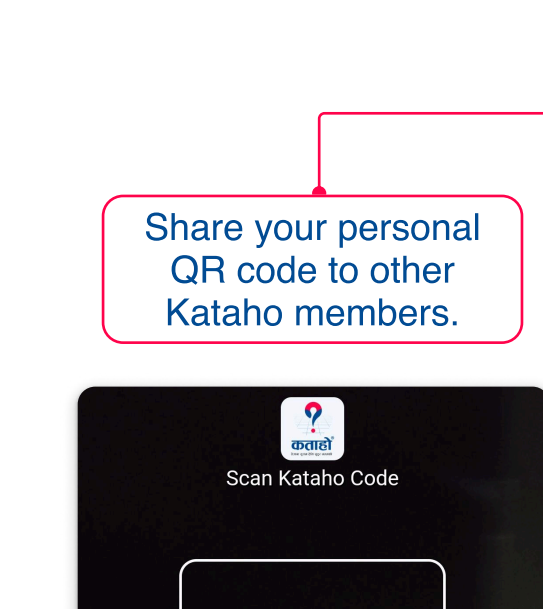 Share your personal
QR code to other
Kataho members.
कताहो
Scan Kataho Code